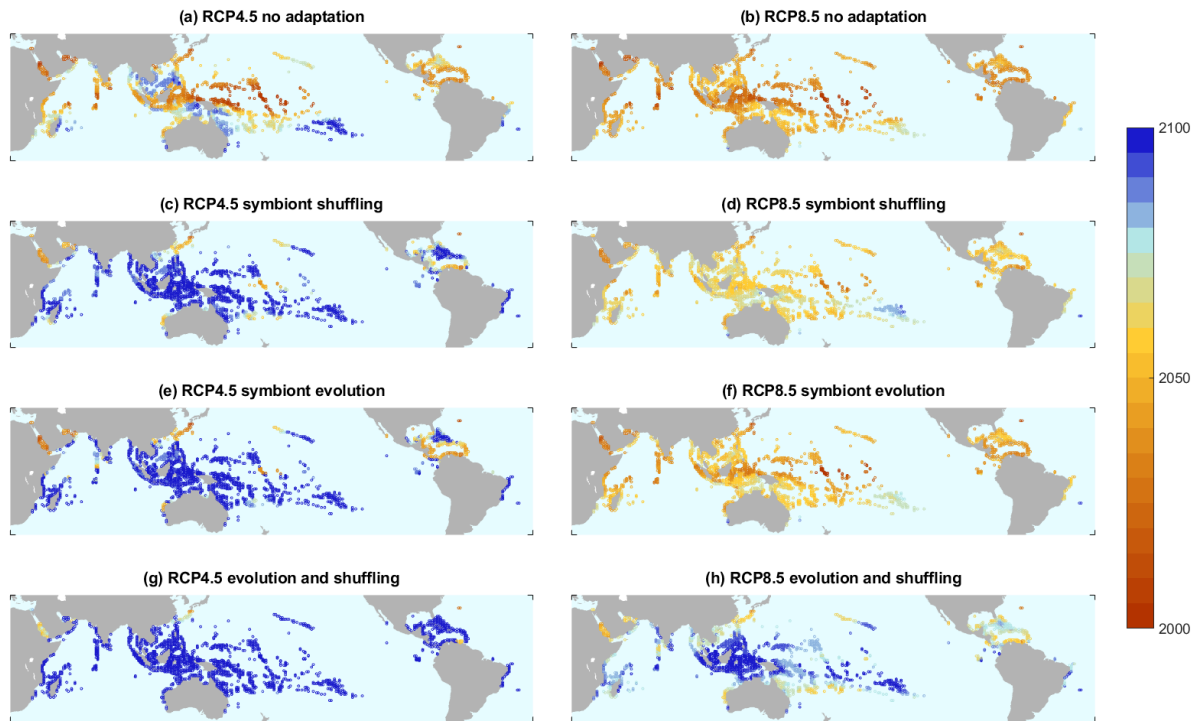 (a) RCP4.5 no adaptation
(b) RCP8.5 no adaptation
(c) RCP4.5 symbiont shuffling
(d) RCP8.5 symbiont shuffling
(e) RCP4.5 symbiont evolution
(f) RCP8.5 symbiont evolution
(g) RCP4.5 evolution and shuffling
(h) RCP8.5 evolution and shuffling
2100
2050
2000